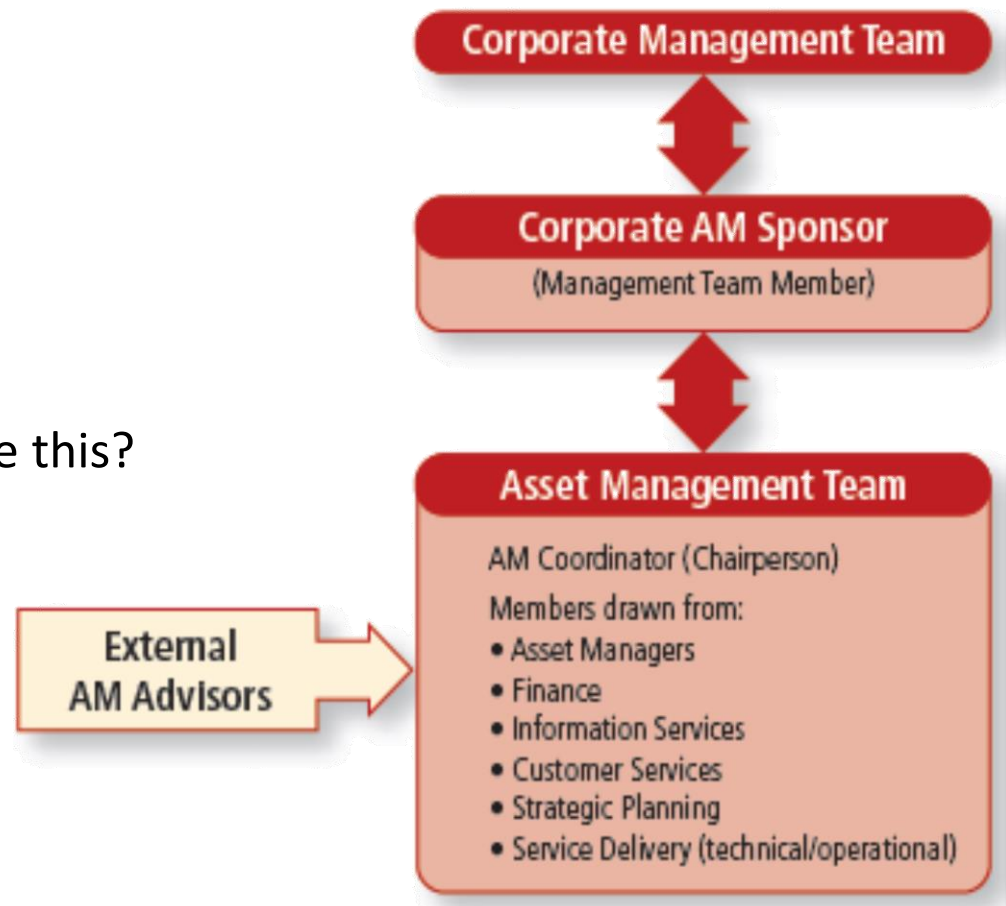 Corporate Management Team
Corporate AM Sponsor
(Management Team Member)
e this?
Asset Management Team
AM Coordinator (Chairperson)
Members drawn from:
• Asset Managers
• Finance
• Information Services
• Customer Services
• Strategic Planning
• Service Delivery (technical/operational)
External
AM Advisors